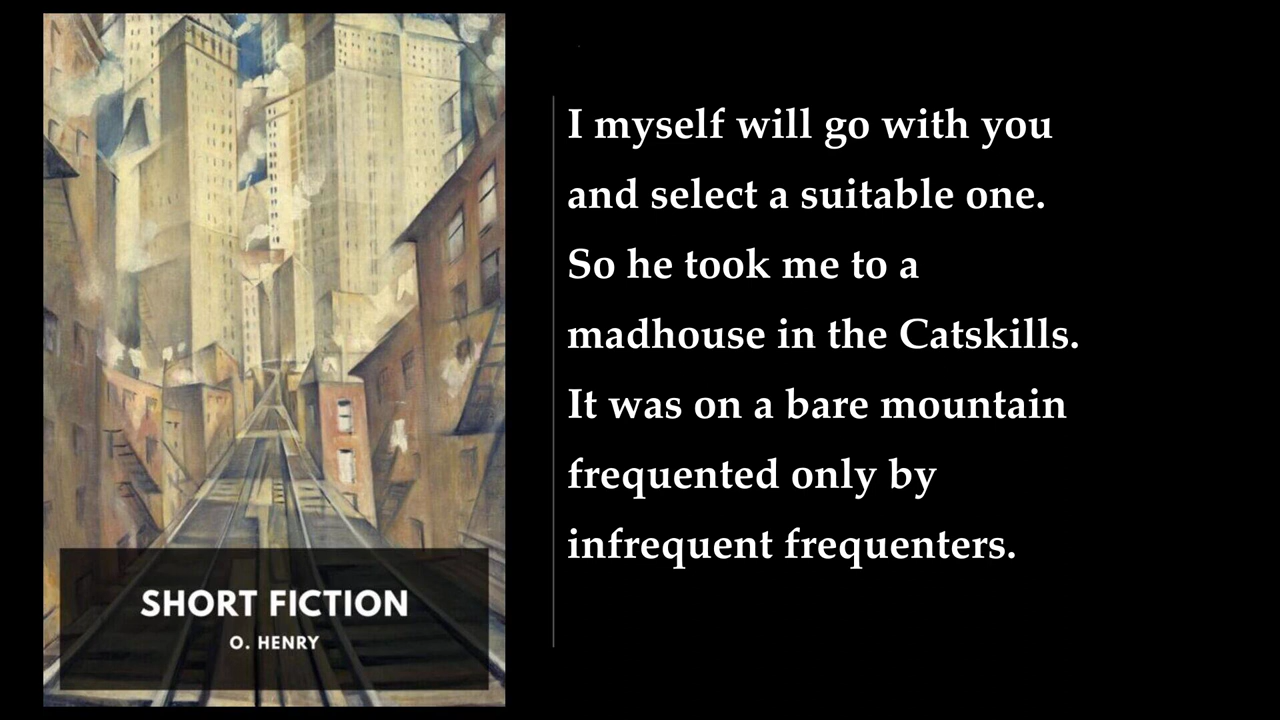 SHORT FICTION
O. HENRY
I myself will go with you
and select a suitable one.
So he took me to a
madhouse in the Catskills.
It was on a bare mountain
frequented only by
infrequent frequenters.